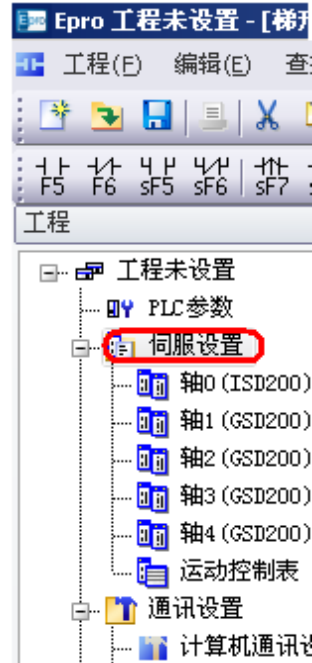 Epro 工程未设置 - [梯形
工程(F) 编辑(E) 查
F5 F6 sF5 sF6 sF7
工程
工程未设置
PLC参数
伺服设置
轴0(ISD200)
轴1(GSD200)
轴2(GSD200)
轴3(GSD200)
轴4(GSD200)
运动控制表
通讯设置
计算机通讯设